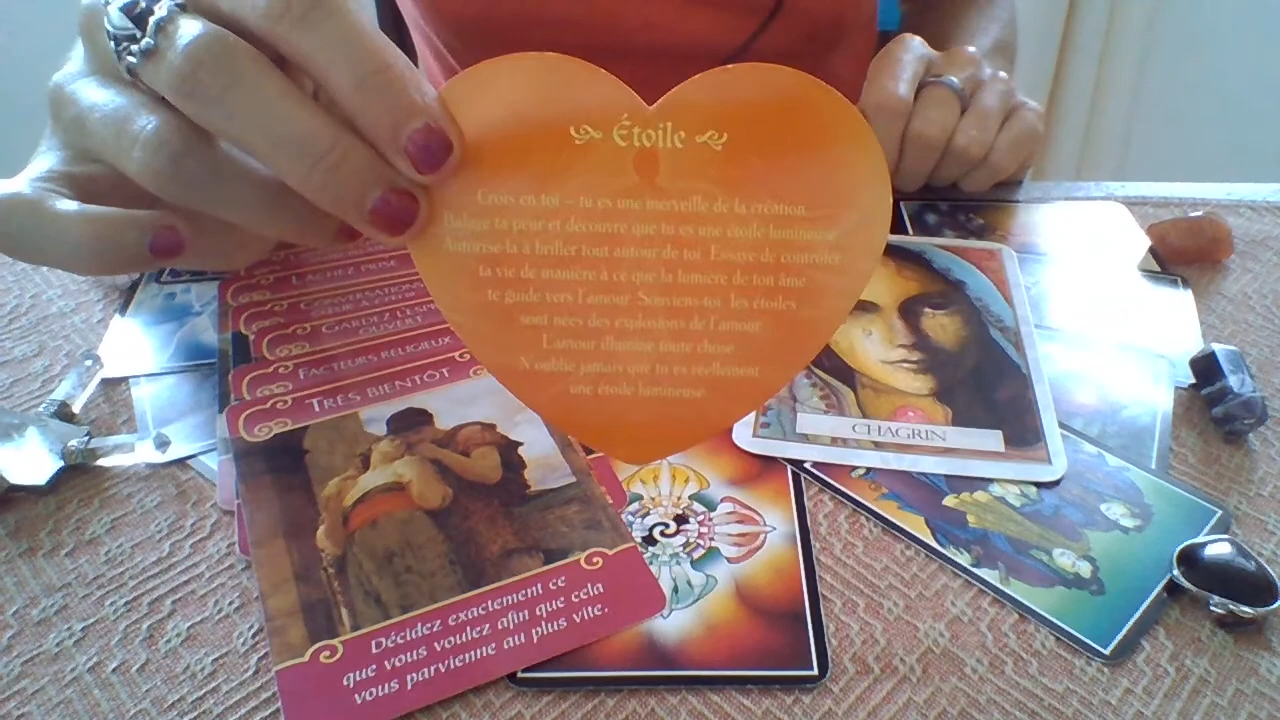 Étoile
Crois en toi – tu es une merveille de la création.
Balaye ta peur et découvre que tu es une étoile lumineuse.
Autorise-la à briller tout autour de toi. Essaye de contrôler
ta vie de manière à ce que la lumière de ton âme
te guide vers l'amour. Souviens-toi, les étoiles
sont nées des explosions de l'amour.
L'amour illumine toute chose.
N'oublie jamais que tu es réellement
une étoile lumineuse.
LÂCHEZ PRISE
CONVERSATIONS
GARDEZ L'ESPRIT
OUVERT
FACTEURS RELIGIEUX
TRÈS BIENTÔT
Décidez exactement ce
que vous voulez afin que cela
vous parvienne au plus vite.
CHAGRIN